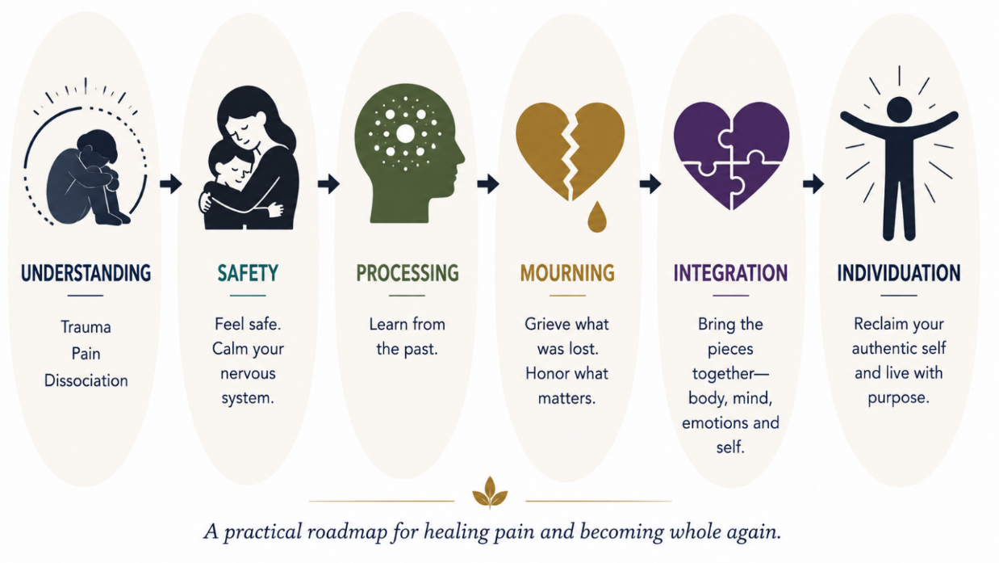 UNDERSTANDING
Trauma
Pain
Dissociation
SAFETY
Feel safe.
Calm your
nervous
system.
PROCESSING
Learn from
the past.
MOURNING
Grieve what
was lost.
Honor what
matters.
INTEGRATION
Bring the
pieces
together—
body, mind,
emotions and
self.
INDIVIDUATION
Reclaim your
authentic self
and live with
purpose.
A practical roadmap for healing pain and becoming whole again.